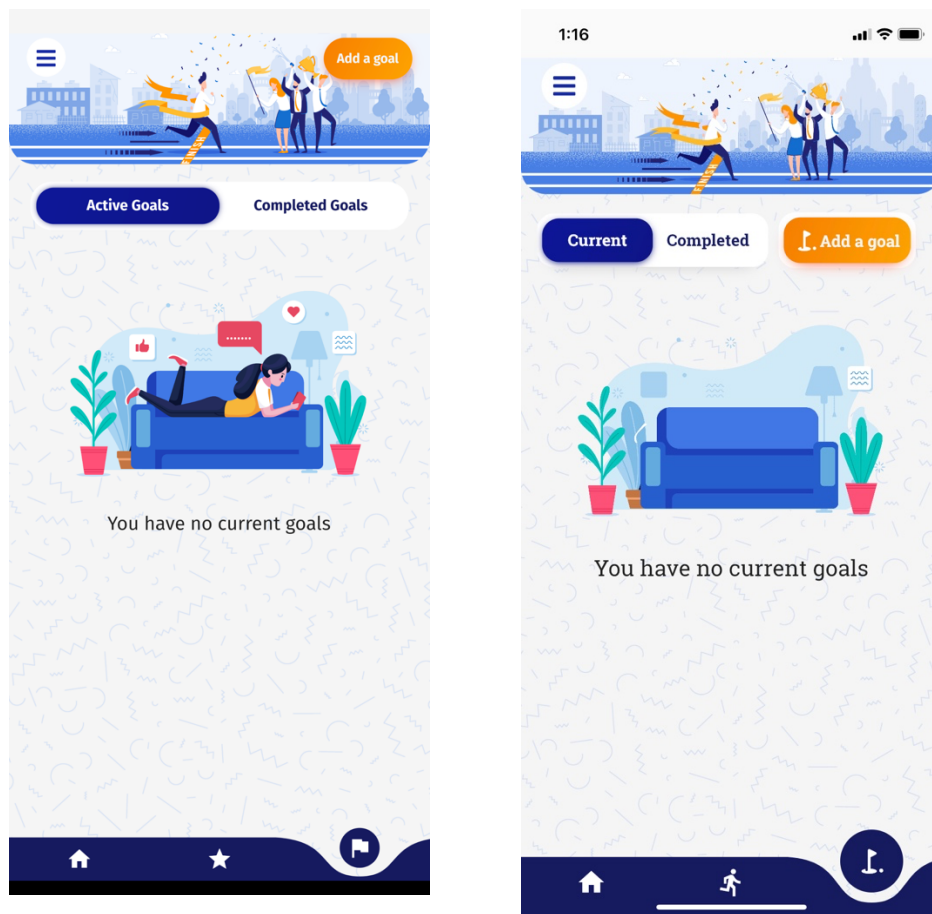 Add a goal
Active Goals
Completed Goals
.......
You have no current goals
1:16
Current
Completed
Add a goal
You have no current goals